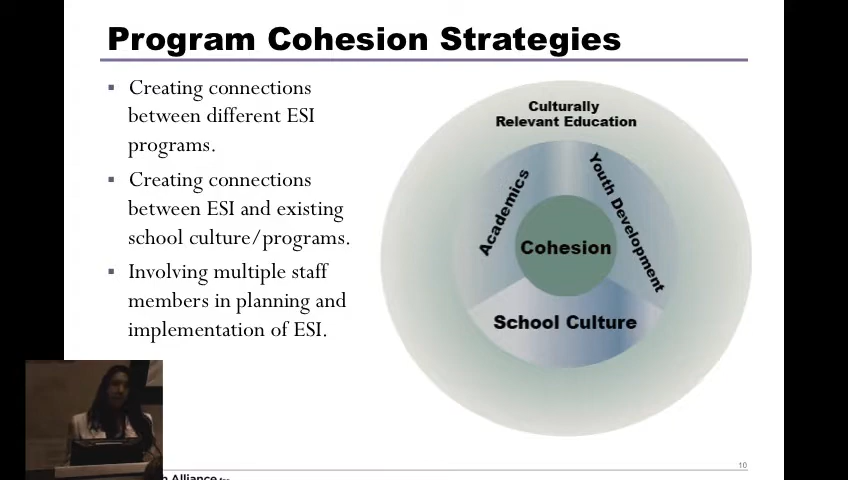 Program Cohesion Strategies
Creating connections
between different ESI
programs.
Creating connections
between ESI and existing
school culture/programs.
Involving multiple staff
members in planning and
implementation of ESI.
Culturally
Relevant Education
Academics
Youth Development
Cohesion
School Culture
10
Alliance for